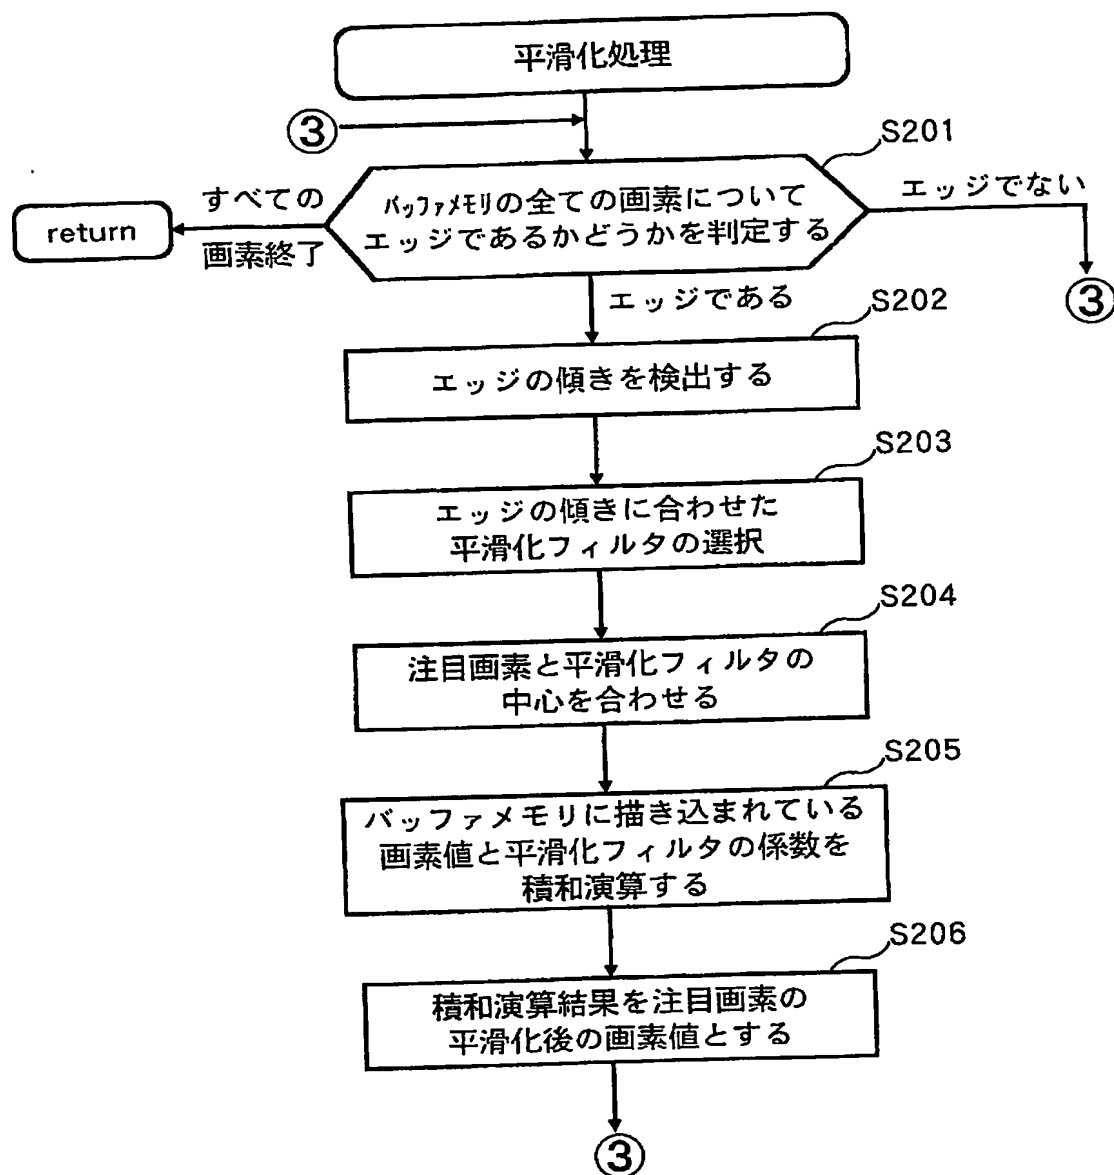 平滑化処理
③
S201
すべての
画素終了
return
バッファメモリの全ての画素について
エッジであるかどうかを判定する
エッジでない
③
エッジである
S202
エッジの傾きを検出する
S203
エッジの傾きに合わせた
平滑化フィルタの選択
S204
注目画素と平滑化フィルタの
中心を合わせる
S205
バッファメモリに描き込まれている
画素値と平滑化フィルタの係数を
積和演算する
S206
積和演算結果を注目画素の
平滑化後の画素値とする
③